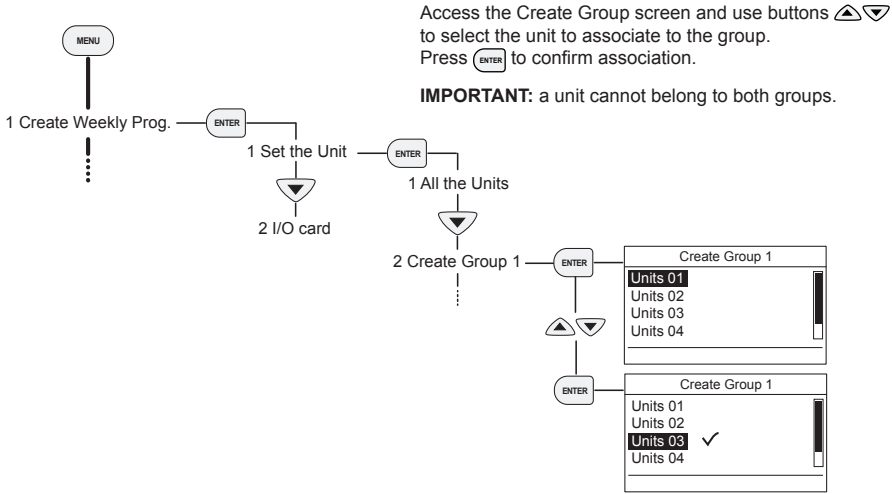 Access the Create Group screen and use buttons
to select the unit to associate to the group.
Press ENTER to confirm association.
IMPORTANT: a unit cannot belong to both groups.
MENU
1 Create Weekly Prog.
ENTER
1 Set the Unit
ENTER
2 I/O card
1 All the Units
2 Create Group 1
ENTER
Create Group 1
Units 01
Units 02
Units 03
Units 04
ENTER
Create Group 1
Units 01
Units 02
Units 03 ✓
Units 04